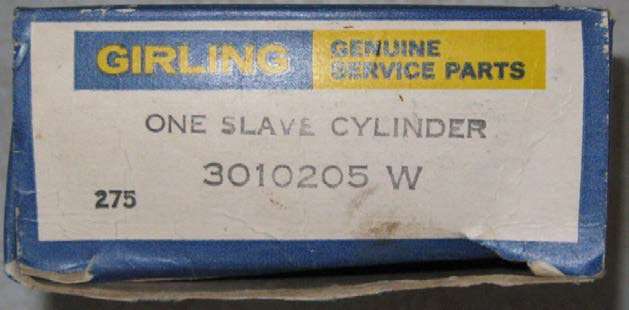 GIRLING
GENUINE
SERVICE PARTS
ONE SLAVE CYLINDER
3010205 W
275